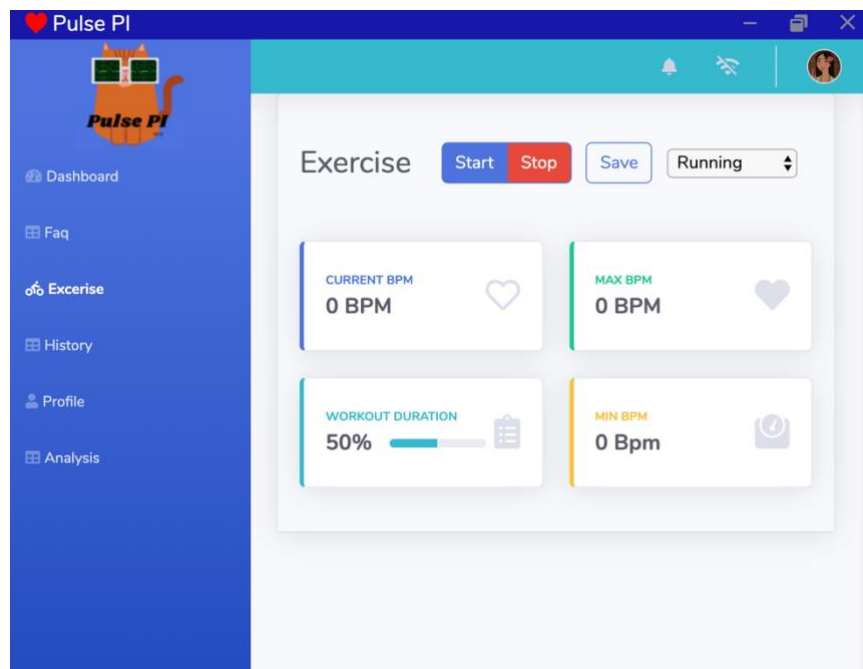 Pulse PI
Pulse PI
Dashboard
Faq
Excerise
History
Profile
Analysis
Exercise Start Stop Save Running
CURRENT BPM
0 BPM
MAX BPM
0 BPM
WORKOUT DURATION
50%
MIN BPM
0 Bpm